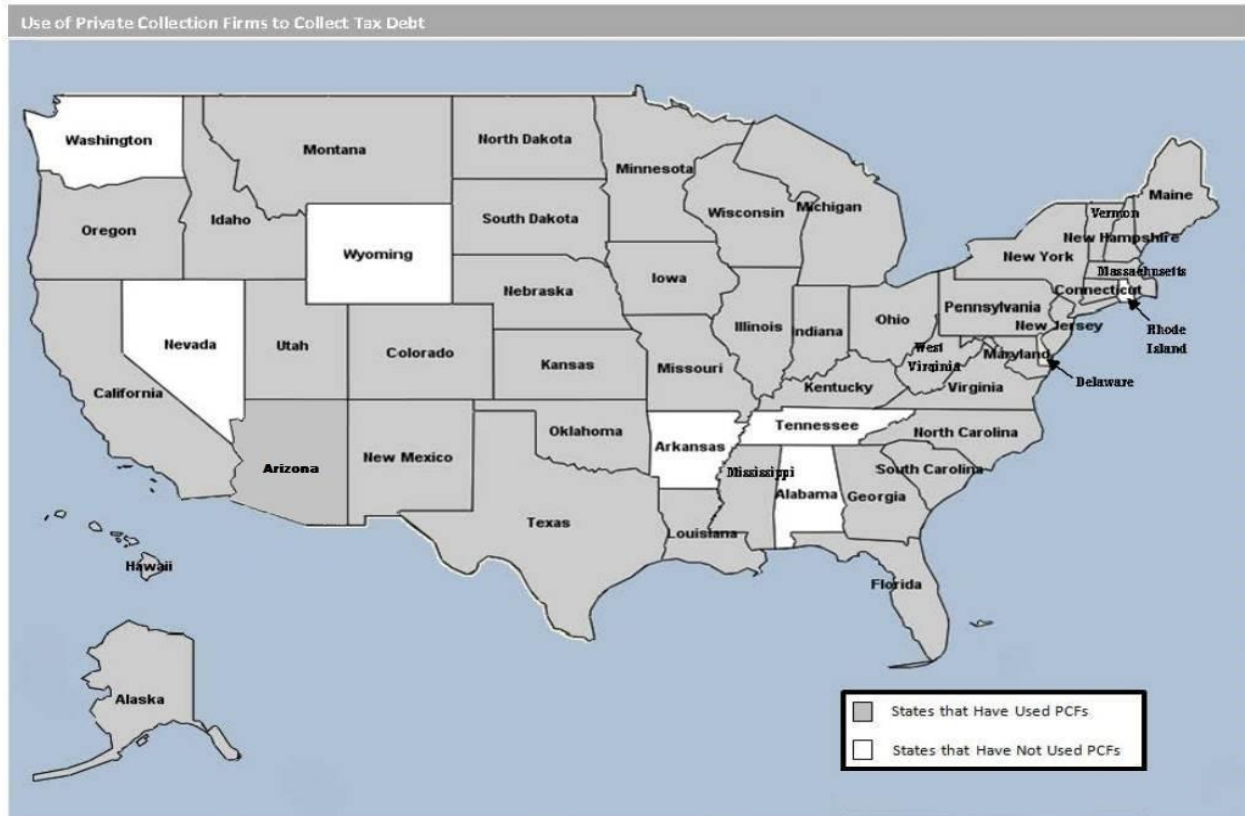 Use of Private Collection Firms to Collect Tax Debt
Washington
Montana
North Dakota
Minnesota
Maine
Vermont
Oregon
Idaho
South Dakota
Wisconsin
Michigan
New Hampshire
New York
Wyoming
Massachusetts
Iowa
Nebraska
Connecticut
Pennsylvania
Illinois
Indiana
Ohio
New Jersey
Rhode
Island
Nevada
Utah
Colorado
Kansas
Missouri
West
Virginia
Maryland
Delaware
California
Kentucky
Virginia
Oklahoma
Arkansas
Tennessee
North Carolina
Arizona
New Mexico
Mississippi
South Carolina
Alabama
Georgia
Texas
Louisiana
Hawaii
Florida
Alaska
States that Have Used PCFs
States that Have Not Used PCFs